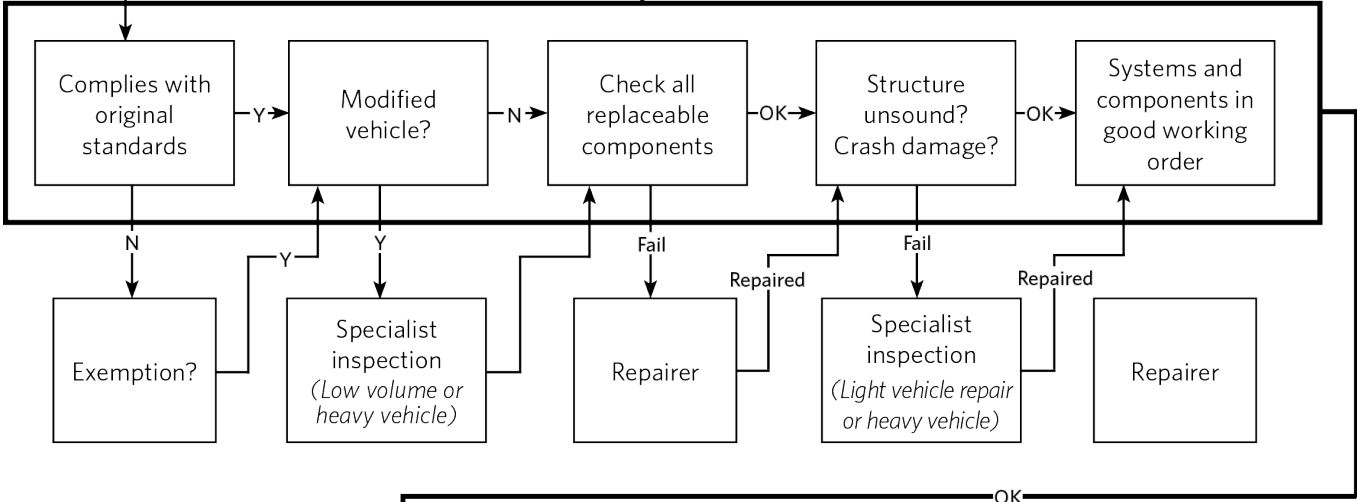 Complies with
original
standards
Y
Modified
vehicle?
N
Check all
replaceable
components
OK
Structure
unsound?
Crash damage?
OK
Systems and
components in
good working
order
N
Y
Y
Fail
Repaired
Fail
Repaired
Exemption?
Specialist
inspection
(Low volume or
heavy vehicle)
Repairer
Specialist
inspection
(Light vehicle repair
or heavy vehicle)
Repairer
OK